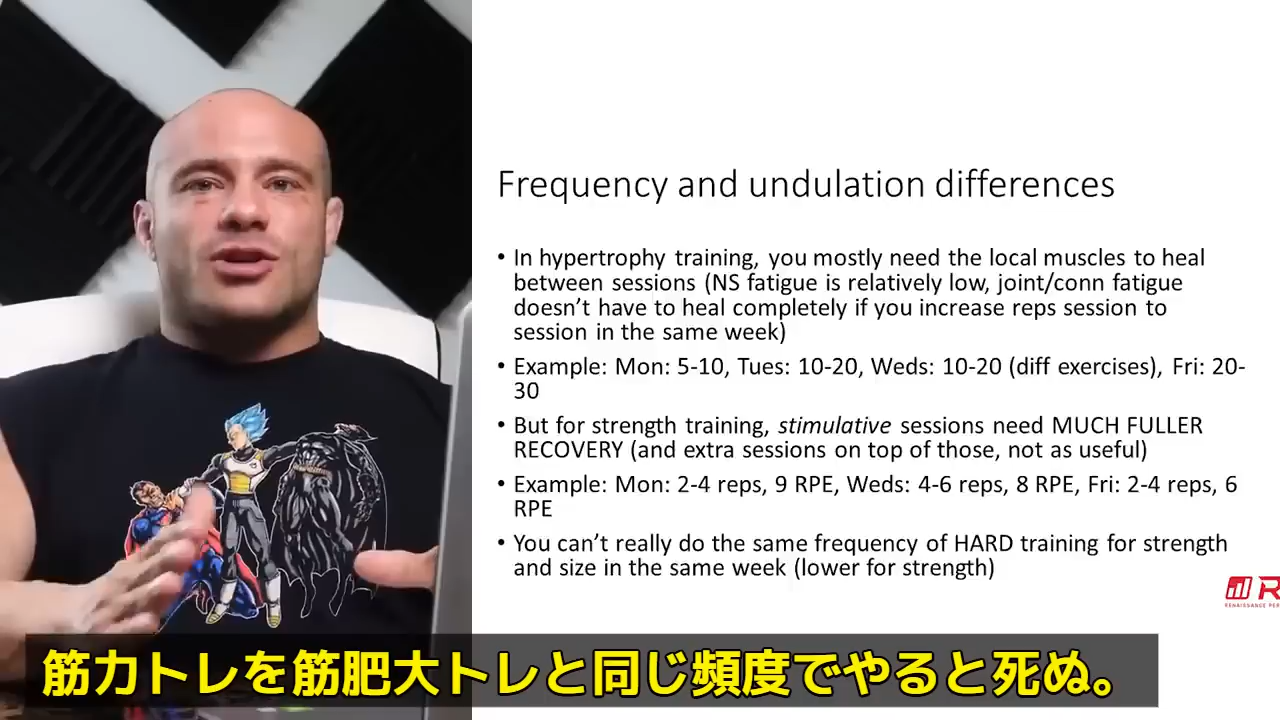 Frequency and undulation differences
• In hypertrophy training, you mostly need the local muscles to heal
between sessions (NS fatigue is relatively low, joint/conn fatigue
doesn't have to heal completely if you increase reps session to
session in the same week)
• Example: Mon: 5-10, Tues: 10-20, Weds: 10-20 (diff exercises), Fri: 20-
30
• But for strength training, stimulative sessions need MUCH FULLER
RECOVERY (and extra sessions on top of those, not as useful)
• Example: Mon: 2-4 reps, 9 RPE, Weds: 4-6 reps, 8 RPE, Fri: 2-4 reps, 6
RPE
• You can't really do the same frequency of HARD training for strength
and size in the same week (lower for strength)
R
RENAISSANCE PER
筋力トレを筋肥大トレと同じ頻度でやると死ぬ。